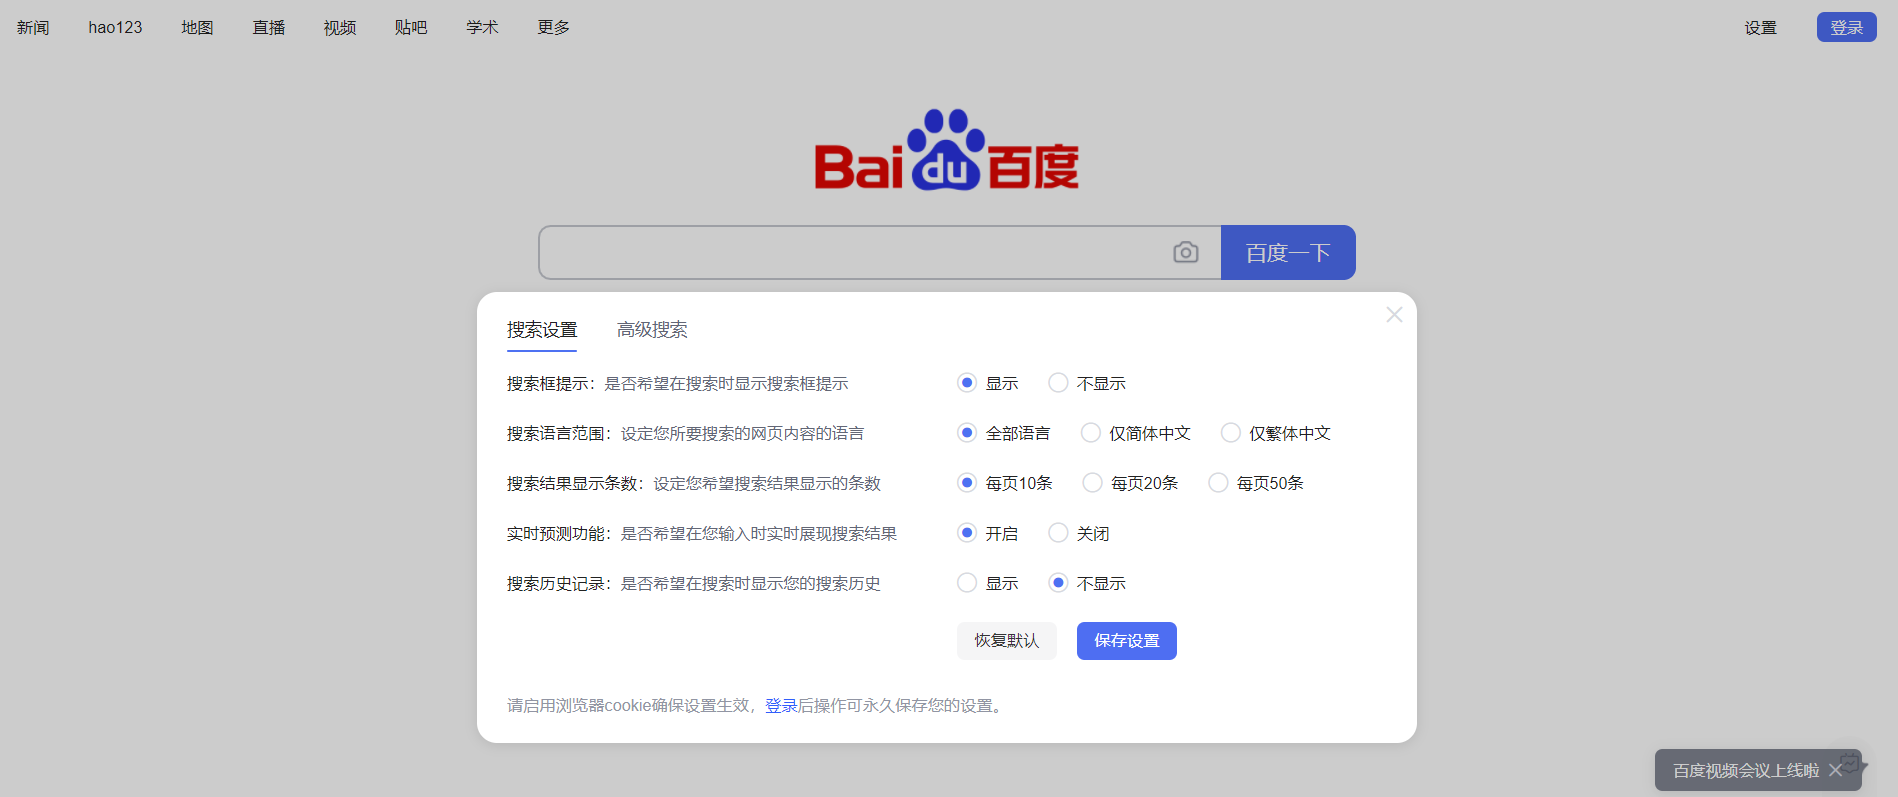 新闻 hao123 地图 直播 视频 贴吧 学术 更多 设置 登录
Bai du 百度
百度一下
搜索设置 高级搜索
搜索框提示：是否希望在搜索时显示搜索框提示 显示 不显示
搜索语言范围：设定您所要搜索的网页内容的语言 全部语言 仅简体中文 仅繁体中文
搜索结果显示条数：设定您希望搜索结果显示的条数 每页10条 每页20条 每页50条
实时预测功能：是否希望在您输入时实时展现搜索结果 开启 关闭
搜索历史记录：是否希望在搜索时显示您的搜索历史 显示 不显示
恢复默认 保存设置
请启用浏览器cookie确保设置生效，登录后操作可永久保存您的设置。
百度视频会议上线啦